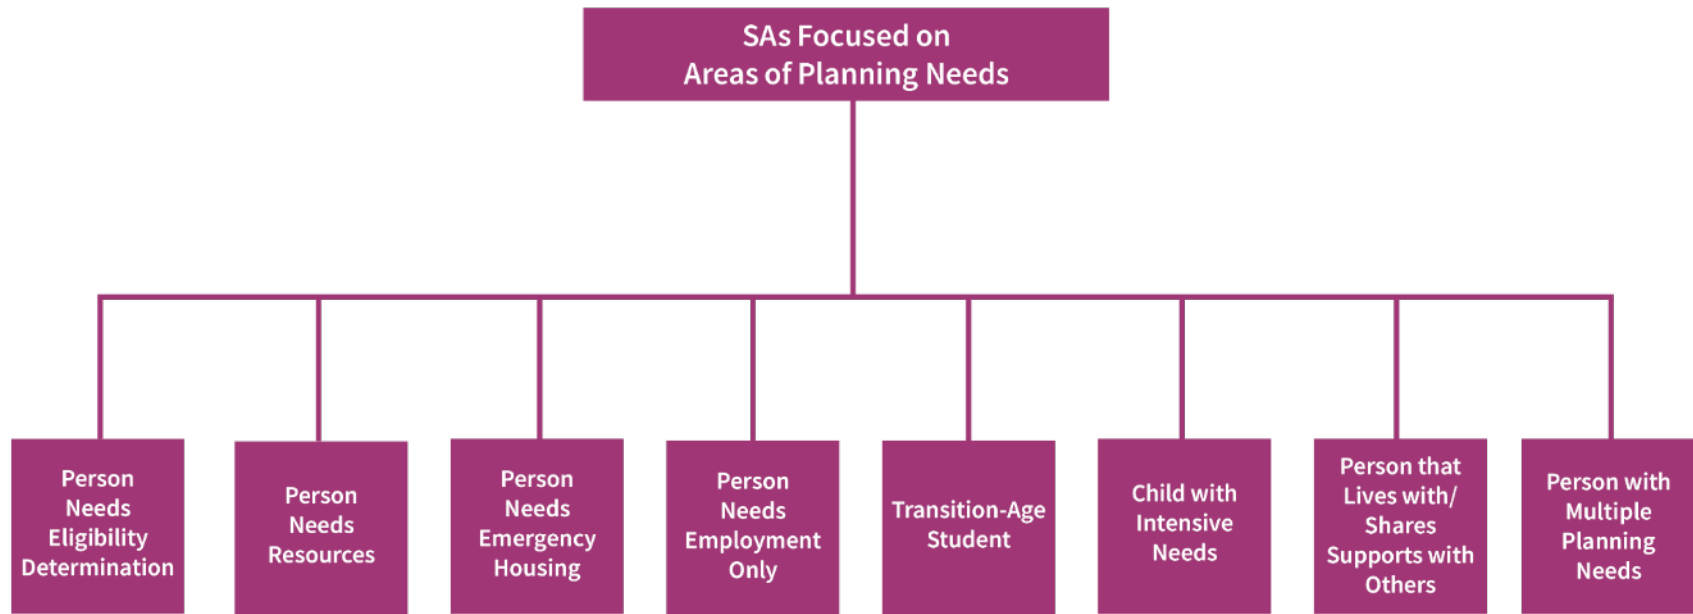 SAs Focused on
Areas of Planning Needs
Person
Needs
Eligibility
Determination
Person
Needs
Resources
Person
Needs
Emergency
Housing
Person
Needs
Employment
Only
Transition-Age
Student
Child with
Intensive
Needs
Person that
Lives with/
Shares
Supports with
Others
Person with
Multiple
Planning
Needs